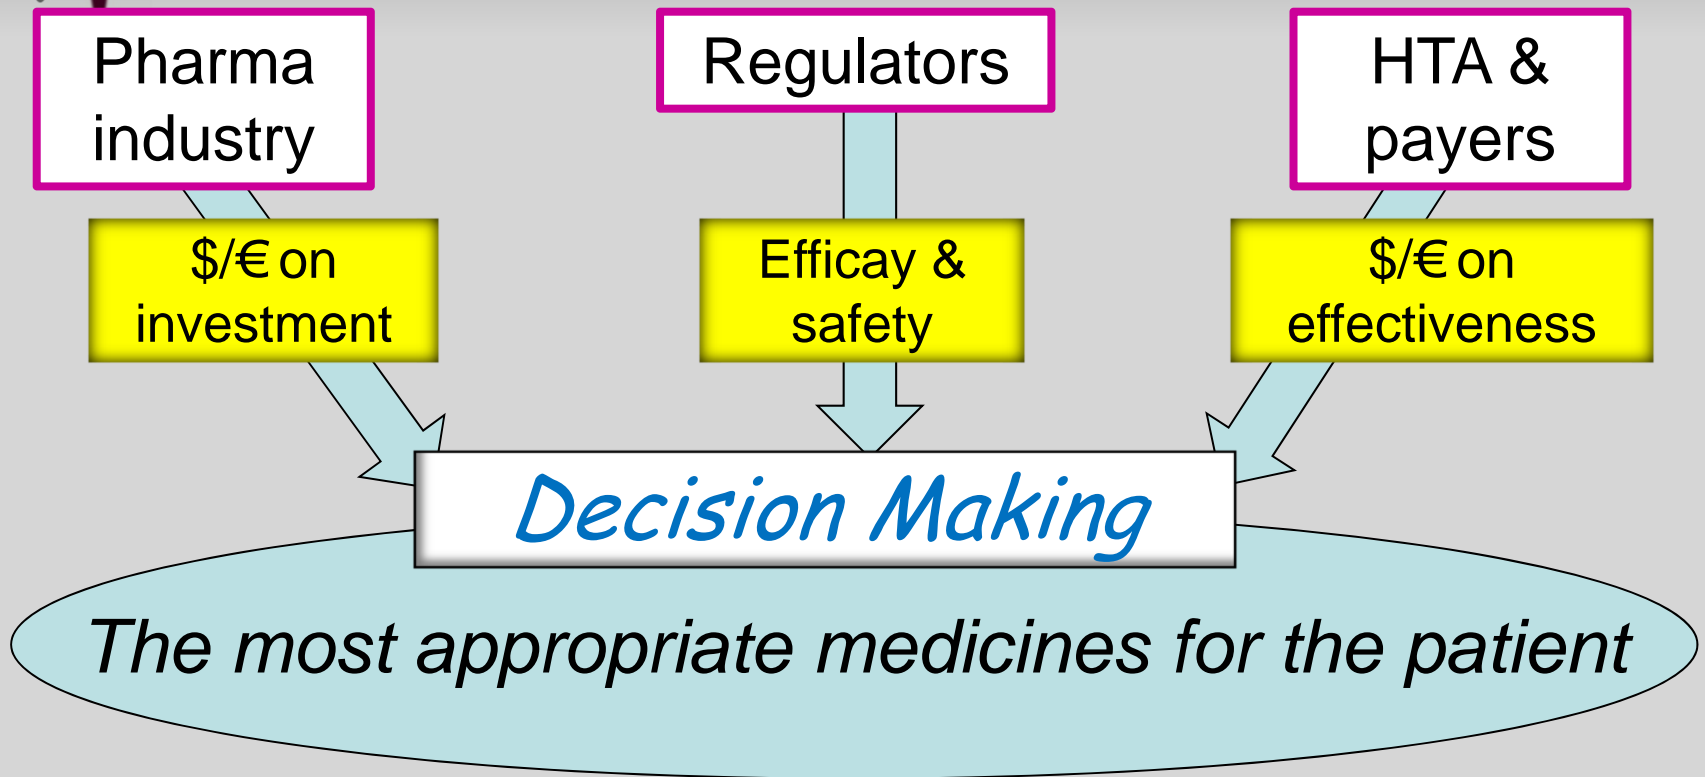 Pharma
industry
Regulators
HTA &
payers
$/€ on
investment
Efficay &
safety
$/€ on
effectiveness
Decision Making
The most appropriate medicines for the patient